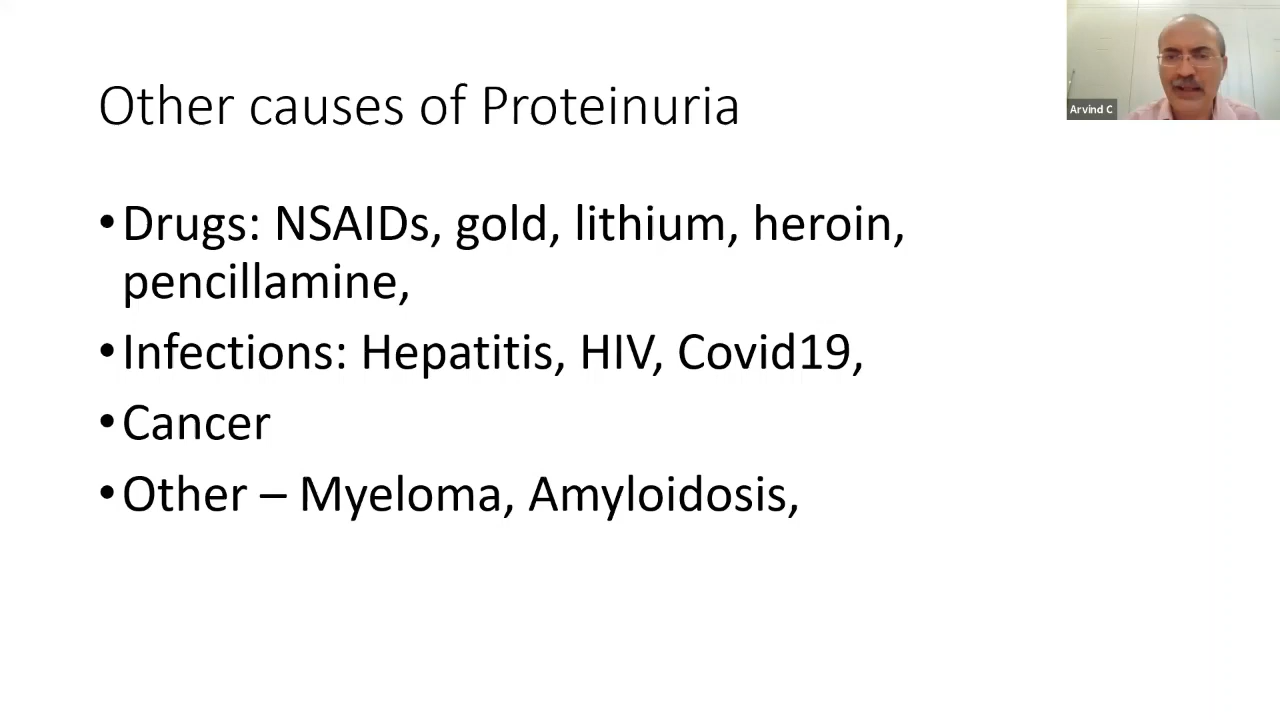 Other causes of Proteinuria
Arvind C
•Drugs: NSAIDs, gold, lithium, heroin,
pencillamine,
•Infections: Hepatitis, HIV, Covid19,
•Cancer
•Other – Myeloma, Amyloidosis,